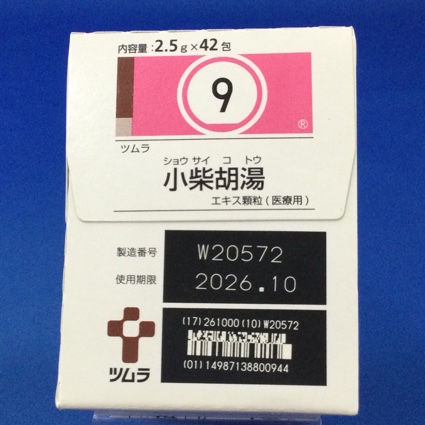 内容量:2.5g×42包
9
®
ツムラ
ショウ サイ コ トウ
小柴胡湯
エキス顆粒(医療用)
製造番号 W20572
使用期限 2026.10
(17)261000(10)W20572
(01)14987138800944
ツムラ